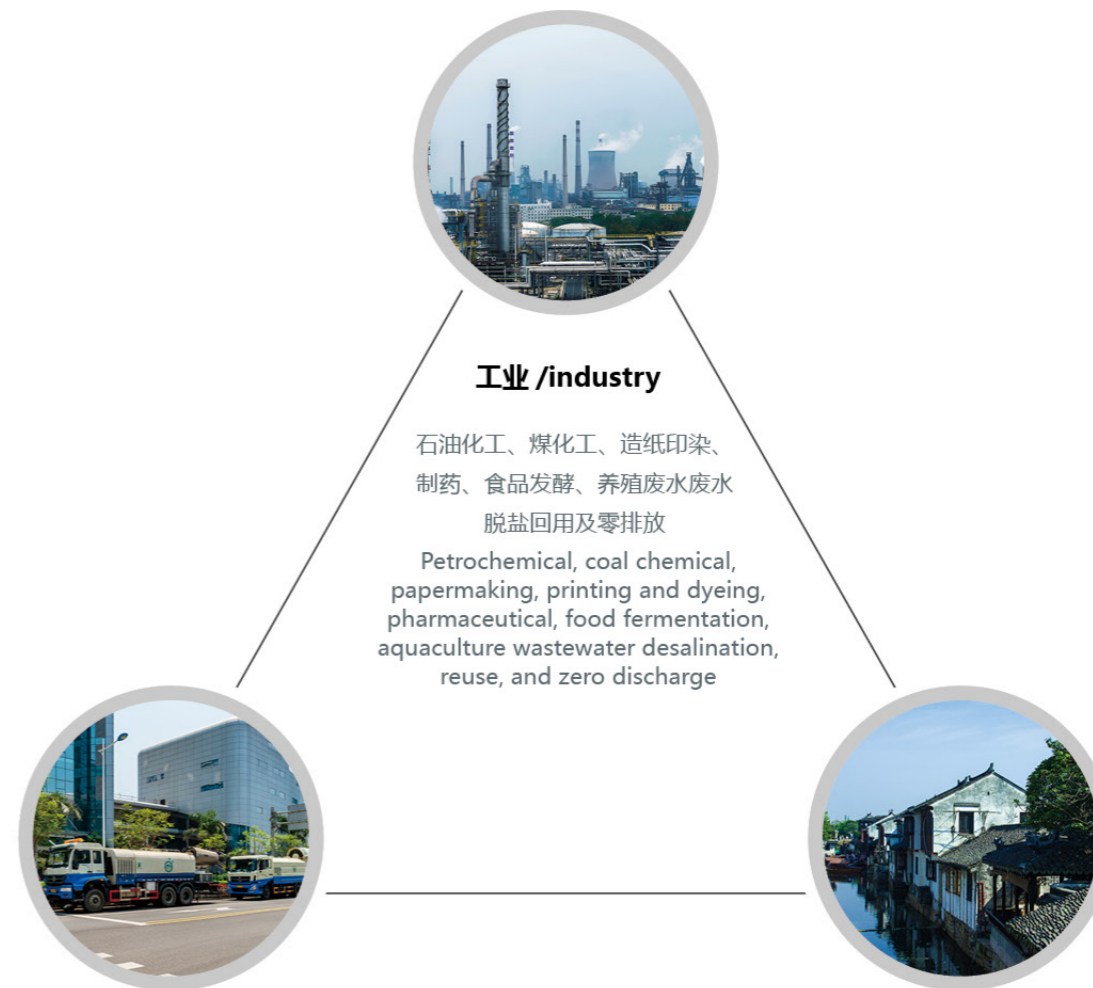 工业 /industry
石油化工、煤化工、造纸印染、
制药、食品发酵、养殖废水废水
脱盐回用及零排放
Petrochemical, coal chemical,
papermaking, printing and dyeing,
pharmaceutical, food fermentation,
aquaculture wastewater desalination,
reuse, and zero discharge